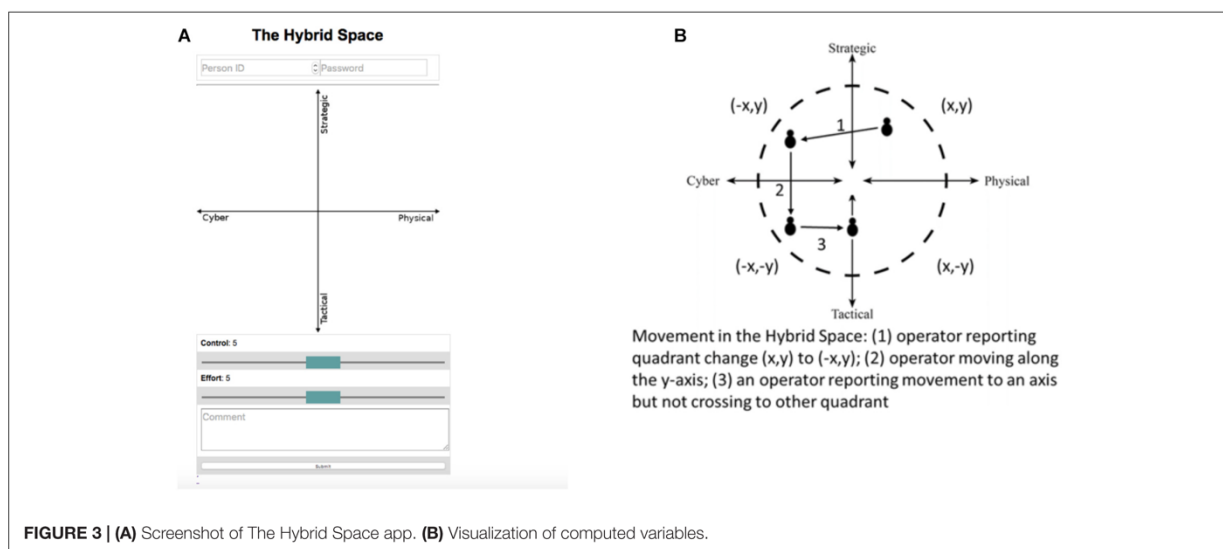 A
The Hybrid Space
Person ID
Password
Strategic
Cyber
Physical
Tactical
Control: 5
Effort: 5
Comment
Submit
B
Strategic
(-x,y)
(x,y)
1
Cyber
Physical
2
3
(-x,-y)
(x,-y)
Tactical
Movement in the Hybrid Space: (1) operator reporting
quadrant change (x,y) to (-x,y); (2) operator moving along
the y-axis; (3) an operator reporting movement to an axis
but not crossing to other quadrant
FIGURE 3 | (A) Screenshot of The Hybrid Space app. (B) Visualization of computed variables.